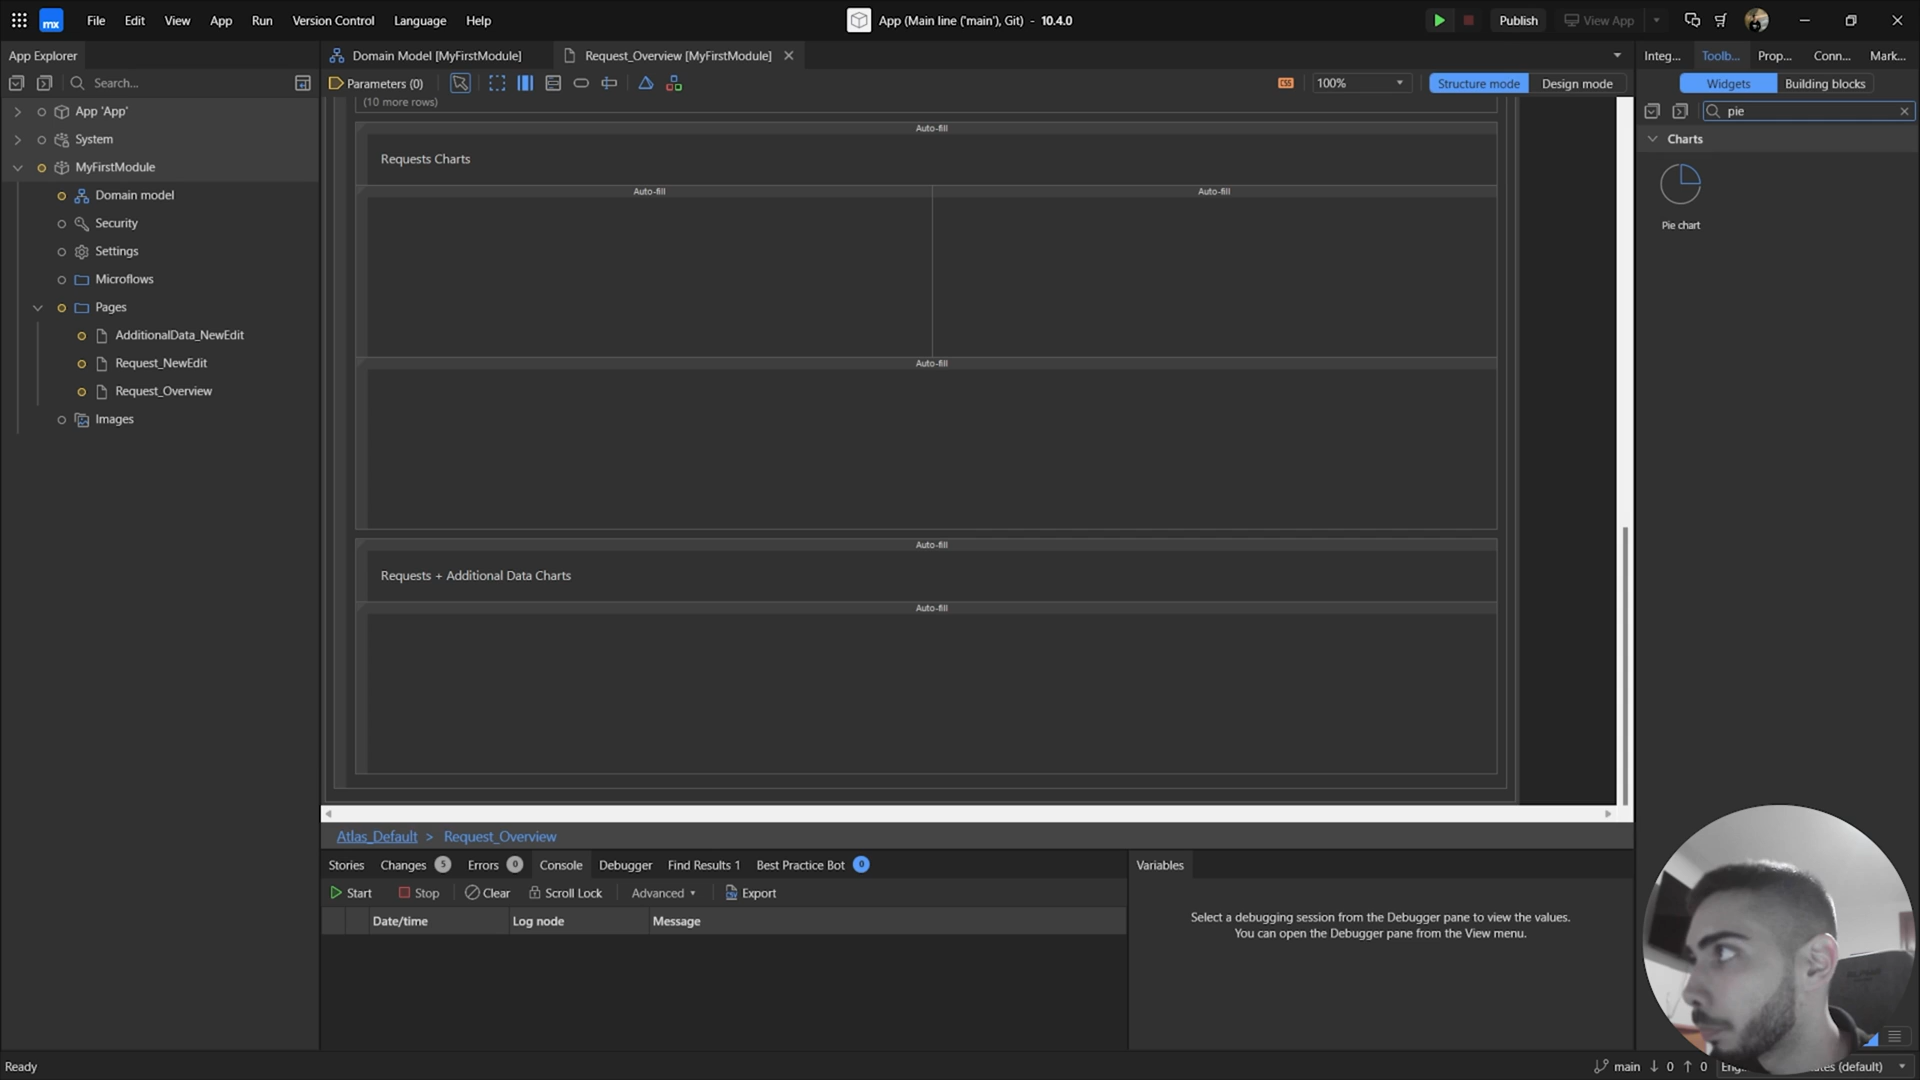 mx File Edit View App Run Version Control Language Help
App (Main line ('main'), Git) - 10.4.0
Publish View App
App Explorer
Search...
App 'App'
System
MyFirstModule
Domain model
Security
Settings
Microflows
Pages
AdditionalData_NewEdit
Request_NewEdit
Request_Overview
Images
Domain Model [MyFirstModule] Request_Overview [MyFirstModule]
Parameters (0)
CSS 100% Structure mode Design mode
(10 more rows)
Auto-fill
Requests Charts
Auto-fill Auto-fill
Auto-fill
Auto-fill
Requests + Additional Data Charts
Auto-fill
Atlas_Default > Request_Overview
Stories Changes 5 Errors 0 Console Debugger Find Results 1 Best Practice Bot 0
Start Stop Clear Scroll Lock Advanced Export
Date/time Log node Message
Variables
Select a debugging session from the Debugger pane to view the values.
You can open the Debugger pane from the View menu.
Integ... Toolb... Prop... Conn... Mark...
Widgets Building blocks
pie
Charts
Pie chart
Ready
main 0 0 (default)